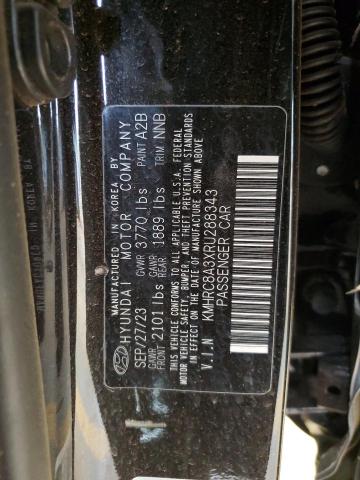 MANUFACTURED IN KOREA BY
HYUNDAI MOTOR COMPANY
SEP/27/23 GVWR 3770 lbs PAINT A2B
GAWR FRONT 2101 lbs GAWR REAR 1889 lbs TRIM NNB
THIS VEHICLE CONFORMS TO ALL APPLICABLE U.S.A. FEDERAL
MOTOR VEHICLE SAFETY, BUMPER, AND THEFT PREVENTION STANDARDS
IN EFFECT ON THE DATE OF MANUFACTURE SHOWN ABOVE.
V.I.N KMHRC8A3XRU288343
PASSENGER CAR